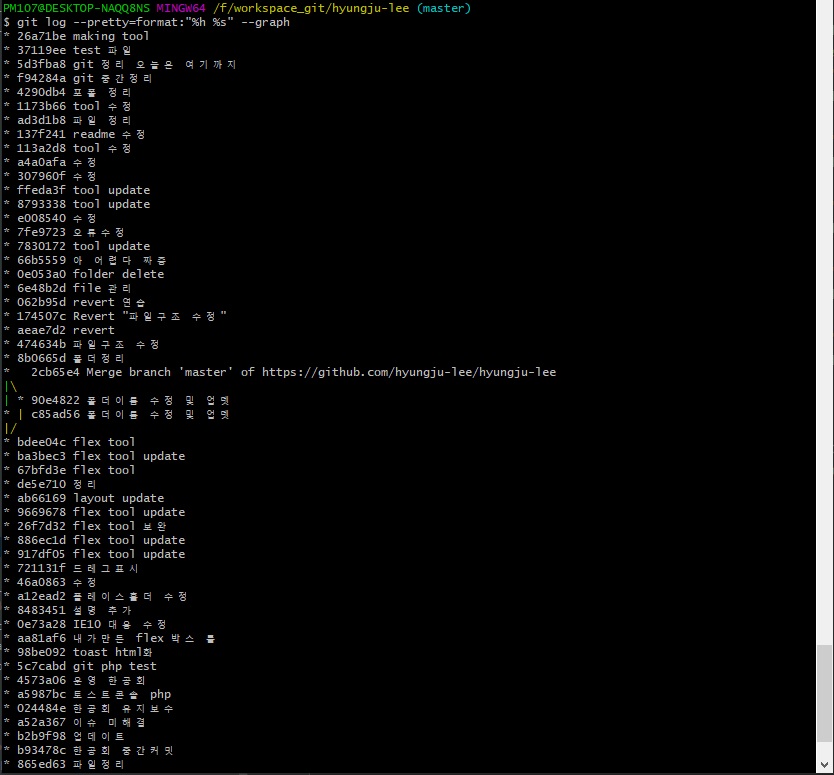 PM107@DESKTOP-NAQQ8NS MINGW64 /f/workspace_git/hyungju-lee (master)
$ git log --pretty=format:"%h %s" --graph
* 26a71be making tool
* 37119ee test 파일
* 5d3fba8 git 정리 오늘은 여기까지
* f94284a git 중간정리
* 4290db4 포폴 정리
* 1173b66 tool 수정
* ad3d1b8 파일 정리
* 137f241 readme 수정
* 113a2d8 tool 수정
* a4a0afa 수정
* 307960f 수정
* ffeda3f tool update
* 8793338 tool update
* e008540 수정
* 7fe9723 오류수정
* 7830172 tool update
* 66b5559 아 어렵다 짜증
* 0e053a0 folder delete
* 6e48b2d file 관리
* 062b95d revert 연습
* 174507c Revert "파일구조 수정"
* aeae7d2 revert
* 474634b 파일구조 수정
* 8b0665d 폴더정리
*   2cb65e4 Merge branch 'master' of https://github.com/hyungju-lee/hyungju-lee
|\
| * 90e4822 폴더이름 수정 및 업뎃
* | c85ad56 폴더이름 수정 및 업뎃
|/
* bdee04c flex tool
* ba3bec3 flex tool update
* 67bfd3e flex tool
* de5e710 정리
* ab66169 layout update
* 9669678 flex tool update
* 26f7d32 flex tool 보완
* 886ec1d flex tool update
* 917df05 flex tool update
* 721131f 드레그표시
* 46a0863 수정
* a12ead2 플레이스홀더 수정
* 8483451 설명 추가
* 0e73a28 IE10 대응 수정
* aa81af6 내가만든 flex 박스 툴
* 98be092 toast html화
* 5c7cabd git php test
* 4573a06 운영 한공회
* a5987bc 토스트콘솔 php
* 024484e 한공회 유지보수
* a52a367 이슈 미해결
* b2b9f98 업데이트
* b93478c 한공회 중간커밋
* 865ed63 파일정리